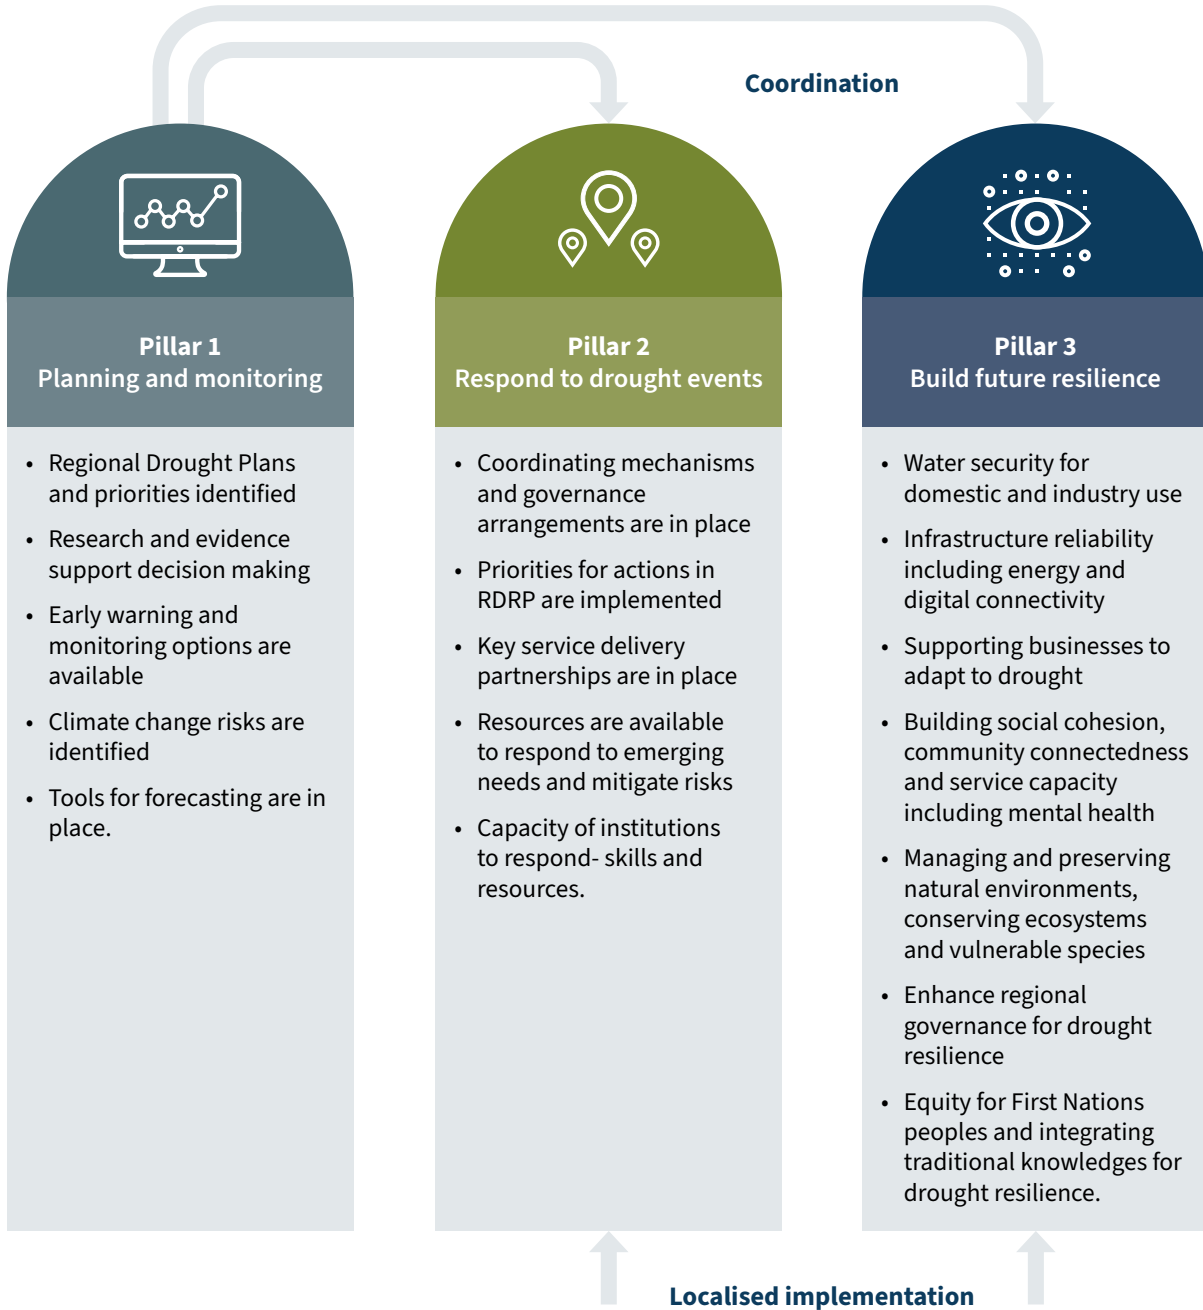 Coordination
Pillar 1
Planning and monitoring
• Regional Drought Plans
and priorities identified
• Research and evidence
support decision making
• Early warning and
monitoring options are
available
• Climate change risks are
identified
• Tools for forecasting are in
place.
Pillar 2
Respond to drought events
• Coordinating mechanisms
and governance
arrangements are in place
• Priorities for actions in
RDRP are implemented
• Key service delivery
partnerships are in place
• Resources are available
to respond to emerging
needs and mitigate risks
• Capacity of institutions
to respond- skills and
resources.
Pillar 3
Build future resilience
• Water security for
domestic and industry use
• Infrastructure reliability
including energy and
digital connectivity
• Supporting businesses to
adapt to drought
• Building social cohesion,
community connectedness
and service capacity
including mental health
• Managing and preserving
natural environments,
conserving ecosystems
and vulnerable species
• Enhance regional
governance for drought
resilience
• Equity for First Nations
peoples and integrating
traditional knowledges for
drought resilience.
Localised implementation